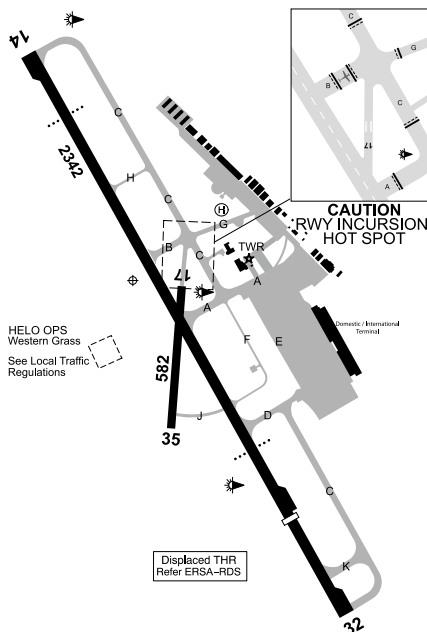 14
C
B
G
C
17
A
CAUTION
RWY INCURSION
HOT SPOT
2342
H
C
H
G
B
C
TWR
17
A
A
HELO OPS
Western Grass
See Local Traffic
Regulations
582
F
E
Domestic / International
Terminal
J
D
35
C
Displaced THR
Refer ERSA-RDS
K
32
C